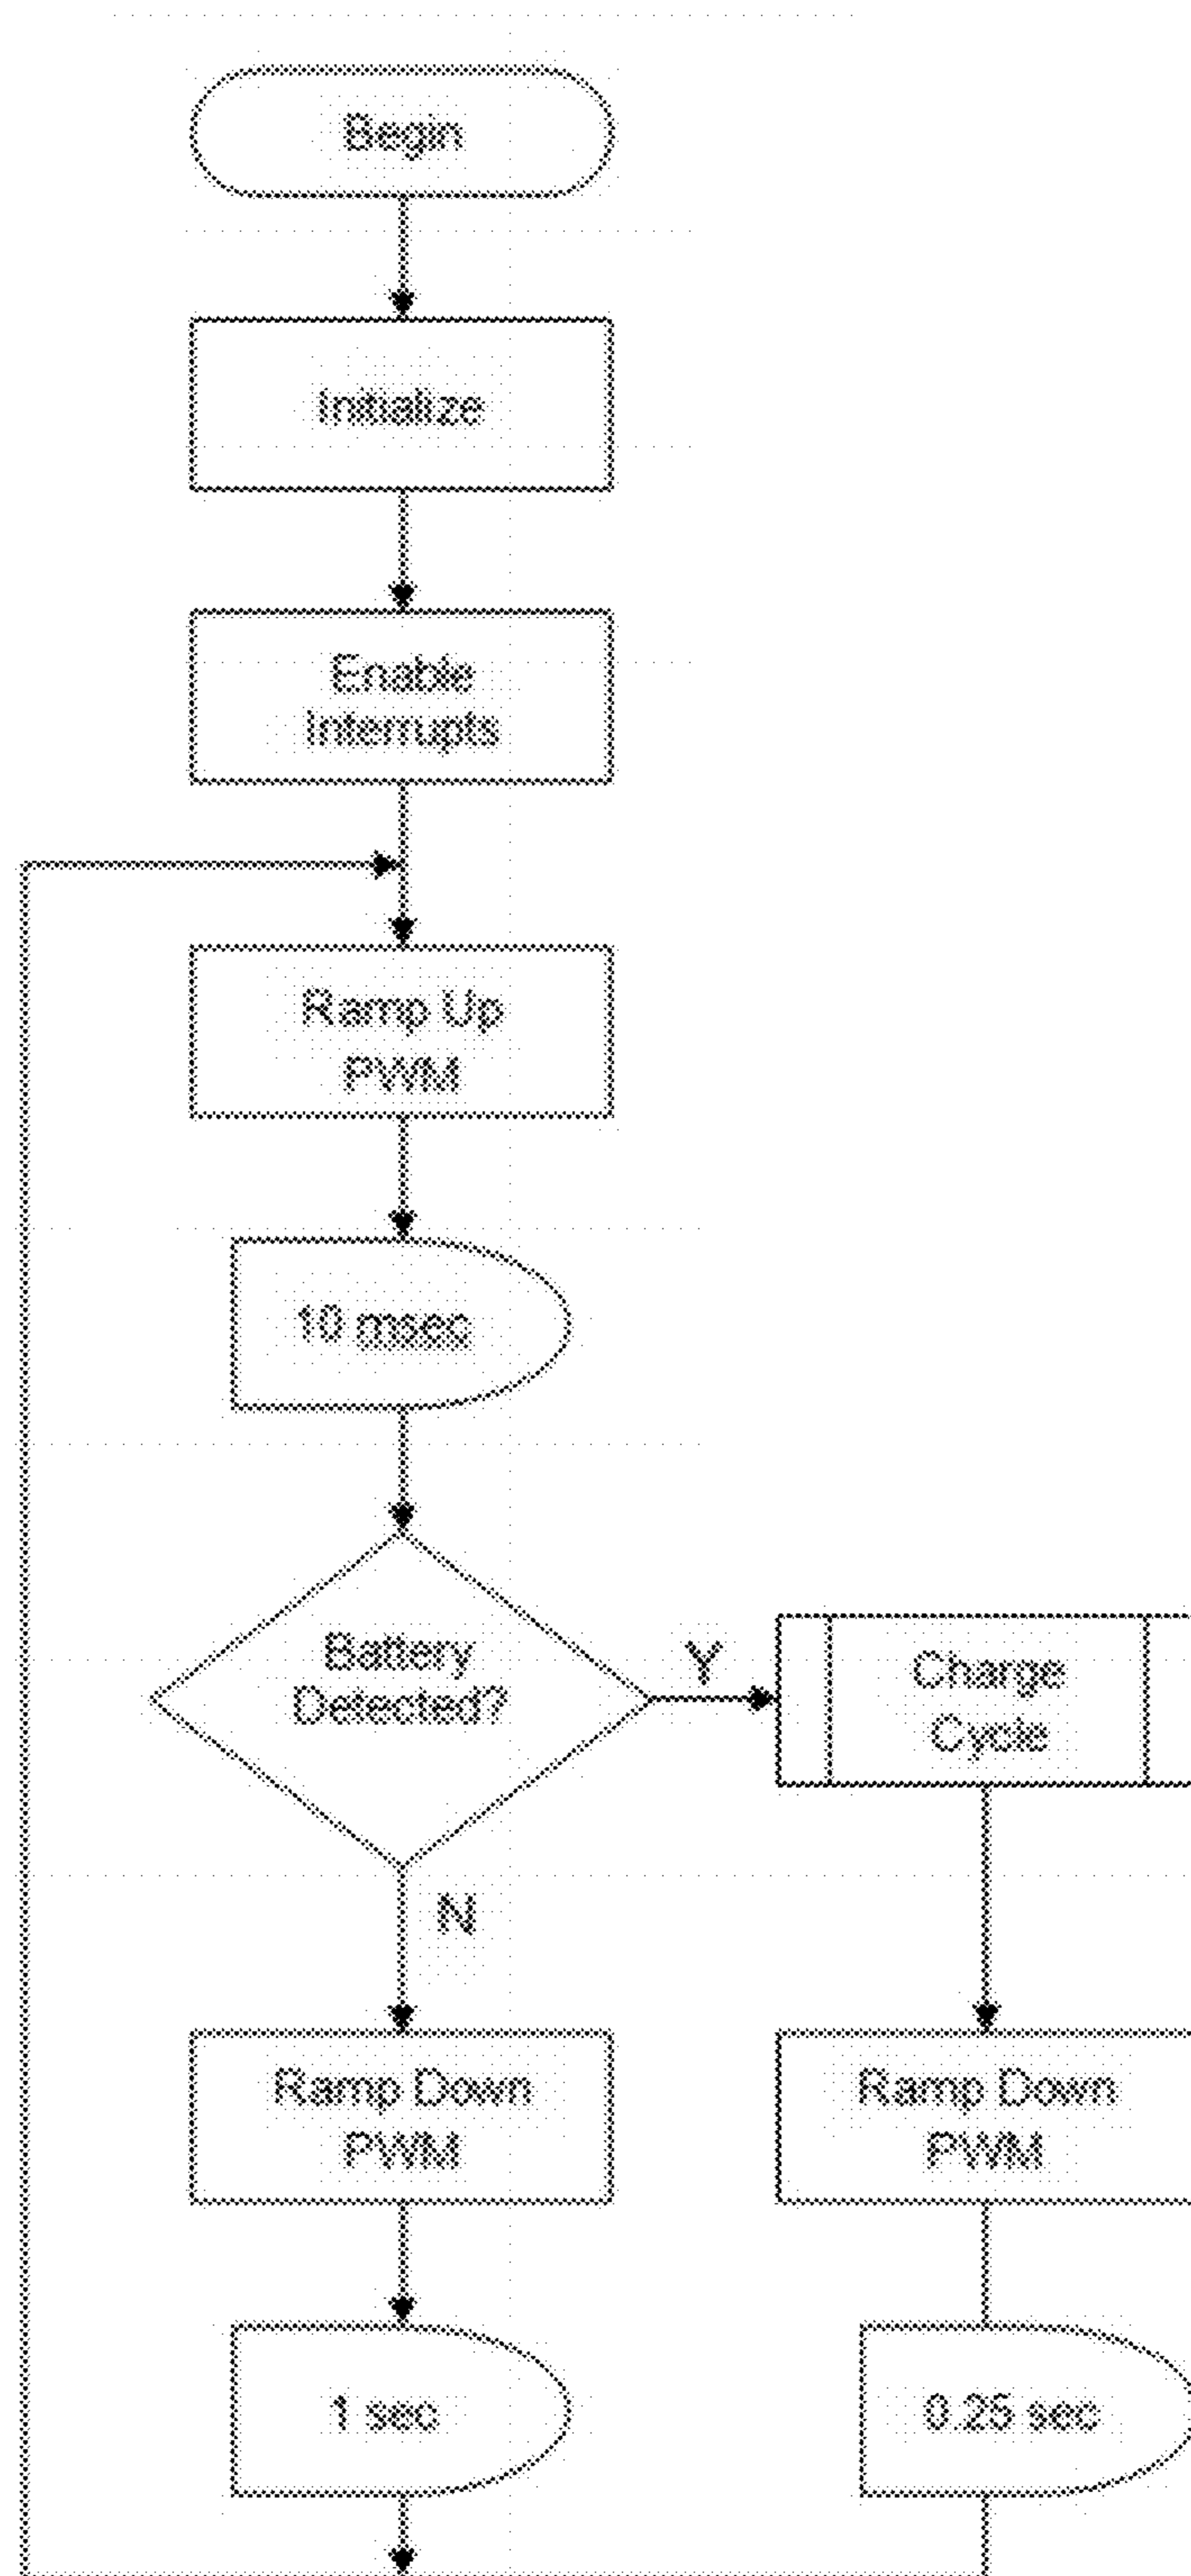 Begin
Initialize
Enable
Interrupts
Ramp Up
PWM
10 msec
Battery
Detected?
Y
Charge
Cycle
N
Ramp Down
PWM
Ramp Down
PWM
1 sec
0.25 sec